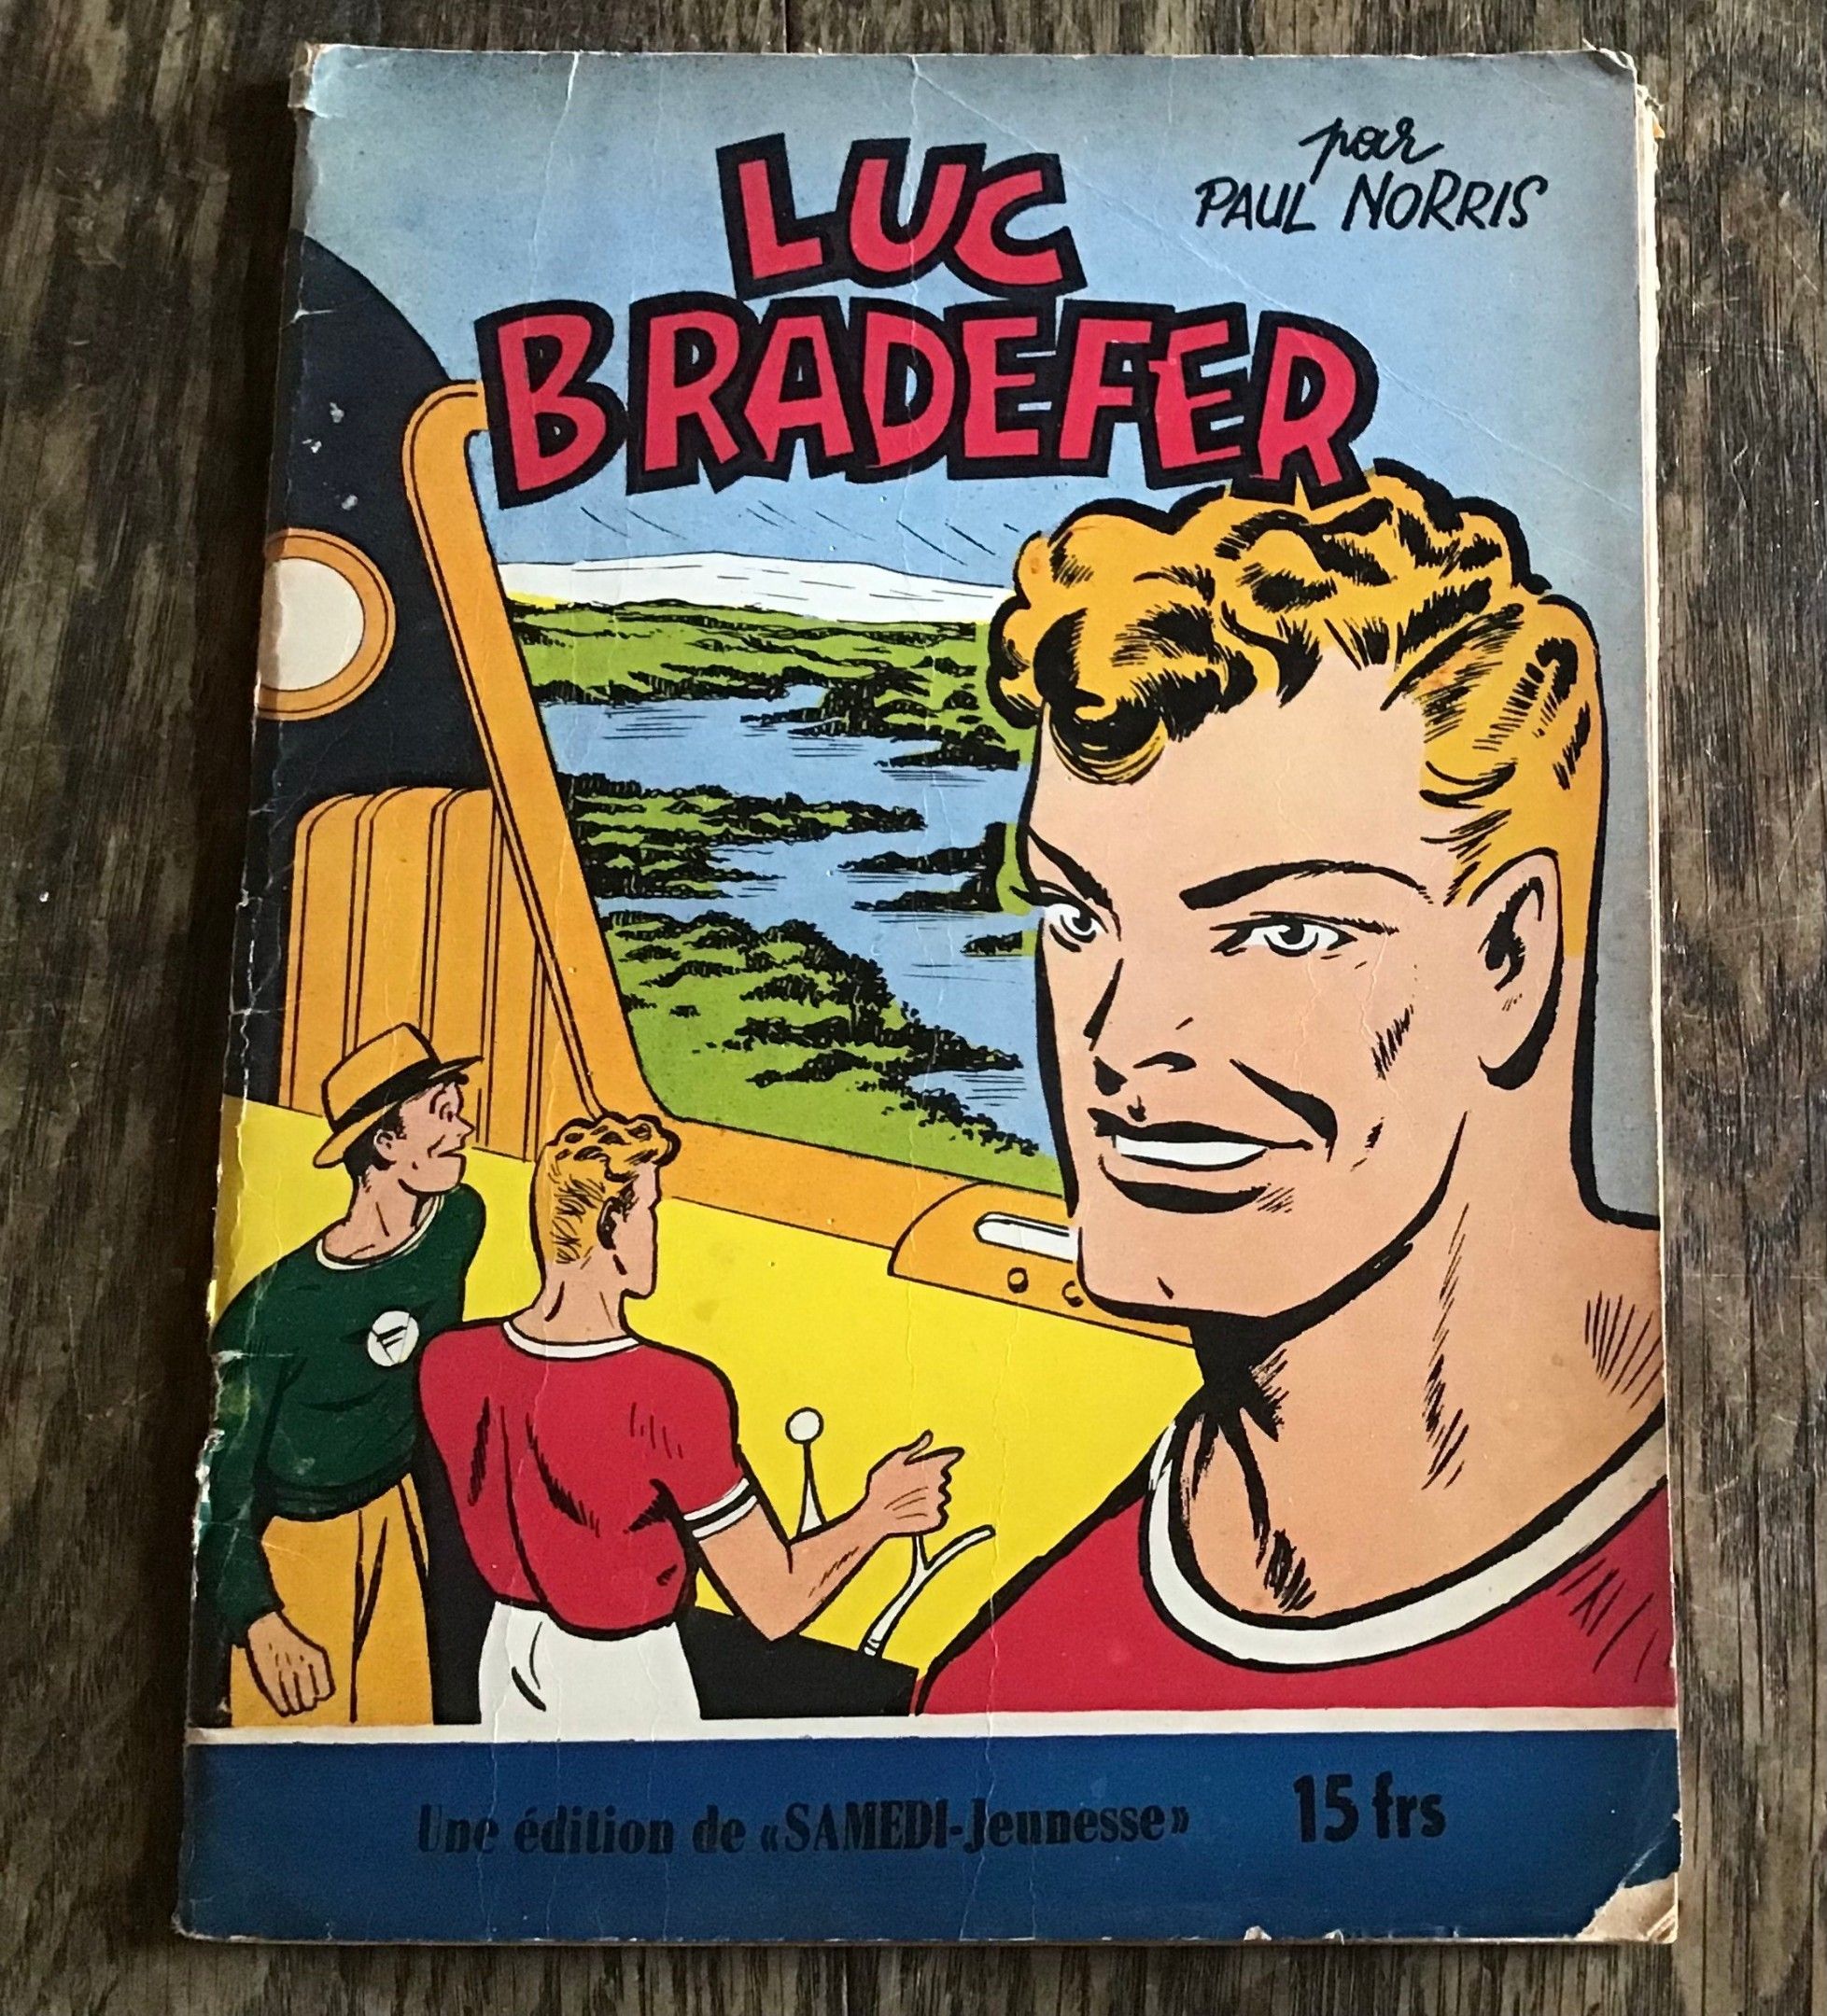 par
PAUL NORRIS
LUC
BRADEFER
Une édition de «SAMEDI-Jeunesse» 15 frs